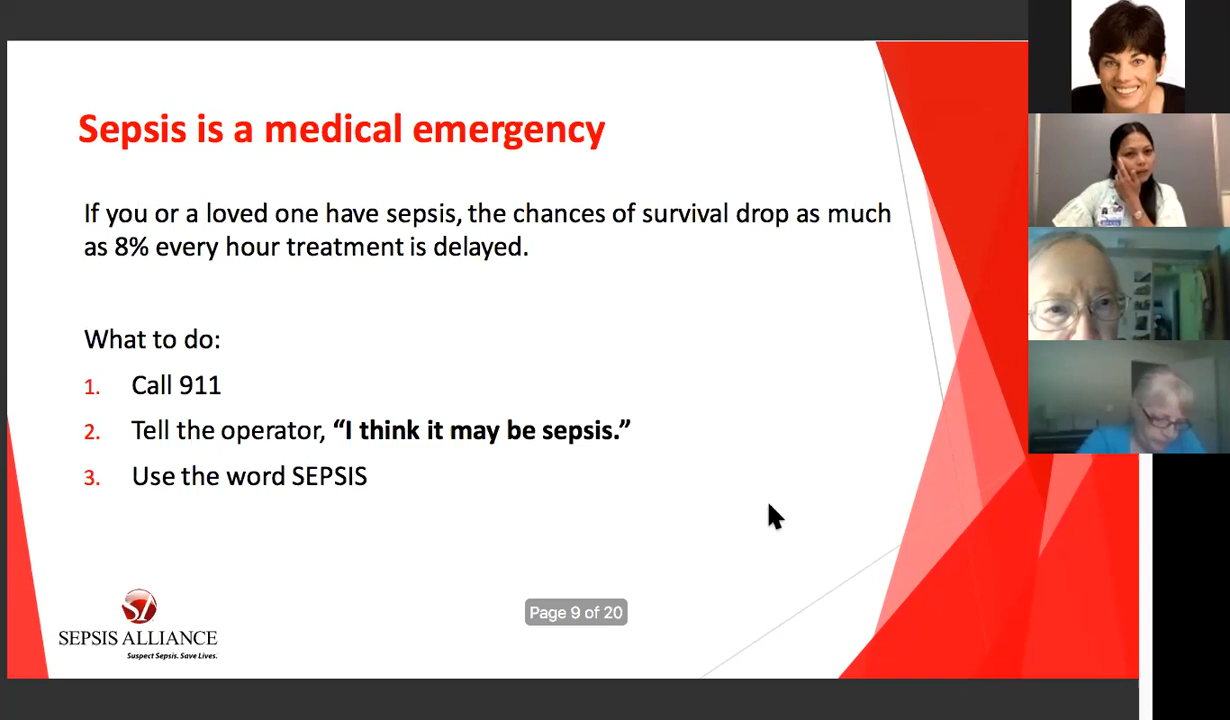 Sepsis is a medical emergency
If you or a loved one have sepsis, the chances of survival drop as much
as 8% every hour treatment is delayed.
What to do:
1. Call 911
2. Tell the operator, “I think it may be sepsis.”
3. Use the word SEPSIS
SEPSIS ALLIANCE
Suspect Sepsis. Save Lives.
Page 9 of 20